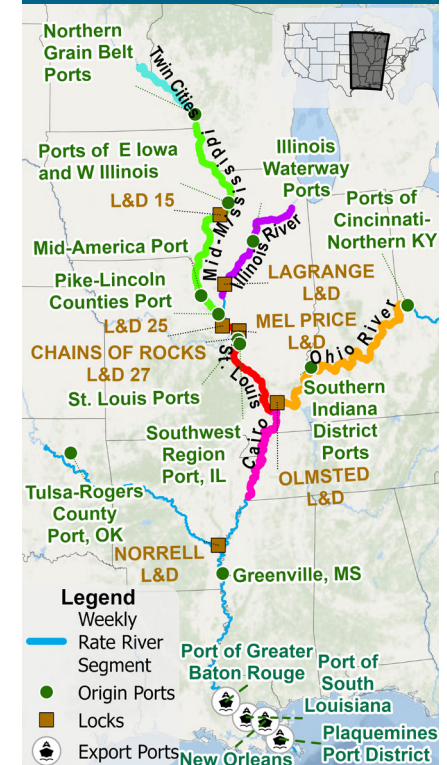 Northern
Grain Belt
Ports
Twin Cities
Mid-Mississippi
Ports of E Iowa
and W Illinois
Illinois
Waterway
Ports
L&D 15
Ports of
Cincinnati-
Northern KY
Mid-America Port
Illinois River
LAGRANGE
L&D
Pike-Lincoln
Counties Port
L&D 25
MEL PRICE
L&D
Ohio River
CHAINS OF ROCKS
L&D 27
St. Louis
St. Louis Ports
Southern
Indiana
District
Ports
Southwest
Region
Port, IL
Cairo
OLMSTED
L&D
Tulsa-Rogers
County
Port, OK
NORRELL
L&D
Greenville, MS
Legend
Weekly
Rate River
Segment
Origin Ports
Locks
Export Ports
Port of Greater
Baton Rouge
Port of
South
Louisiana
Plaquemines
Port District
New Orleans